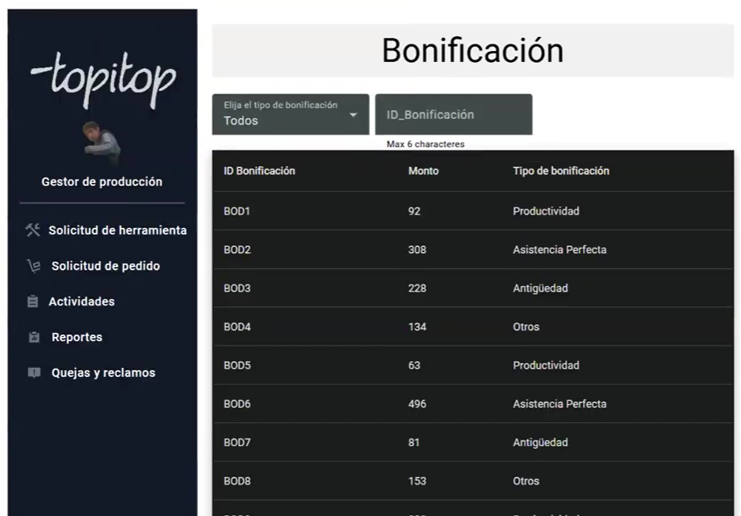 topitop
Gestor de producción
Solicitud de herramienta
Solicitud de pedido
Actividades
Reportes
Quejas y reclamos
Bonificación
Elija el tipo de bonificación
Todos
ID_Bonificación
Max 6 characteres
ID Bonificación Monto Tipo de bonificación
BOD1 92 Productividad
BOD2 308 Asistencia Perfecta
BOD3 228 Antigüedad
BOD4 134 Otros
BOD5 63 Productividad
BOD6 496 Asistencia Perfecta
BOD7 81 Antigüedad
BOD8 153 Otros